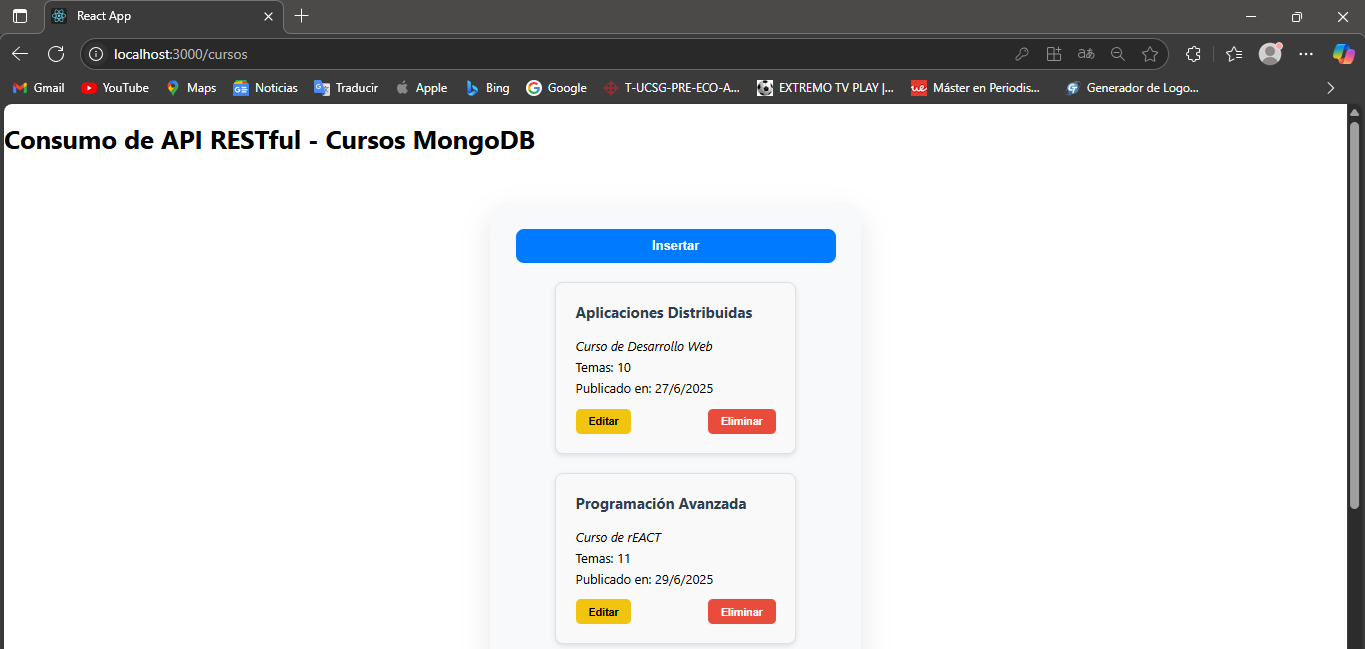 React App
localhost:3000/cursos
Gmail YouTube Maps Noticias Traducir Apple Bing Google T-UCSG-PRE-ECO-A... EXTREMO TV PLAY |... Máster en Periodis... Generador de Logo...
Consumo de API RESTful - Cursos MongoDB
Insertar
Aplicaciones Distribuidas
Curso de Desarrollo Web
Temas: 10
Publicado en: 27/6/2025
Editar Eliminar
Programación Avanzada
Curso de rEACT
Temas: 11
Publicado en: 29/6/2025
Editar Eliminar